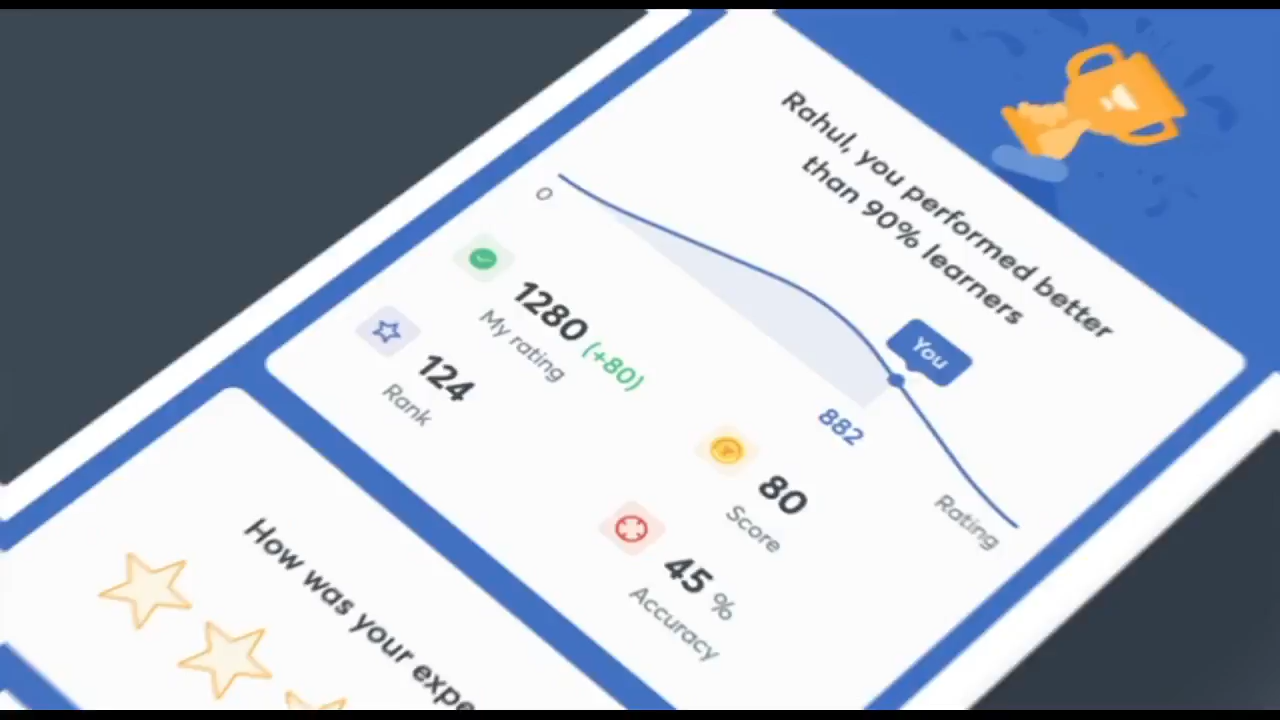 Rahul, you performed better
than 90% learners
You
0
882
Rating
1280 (+80)
My rating
80
Score
124
Rank
45 %
Accuracy
How was your expe